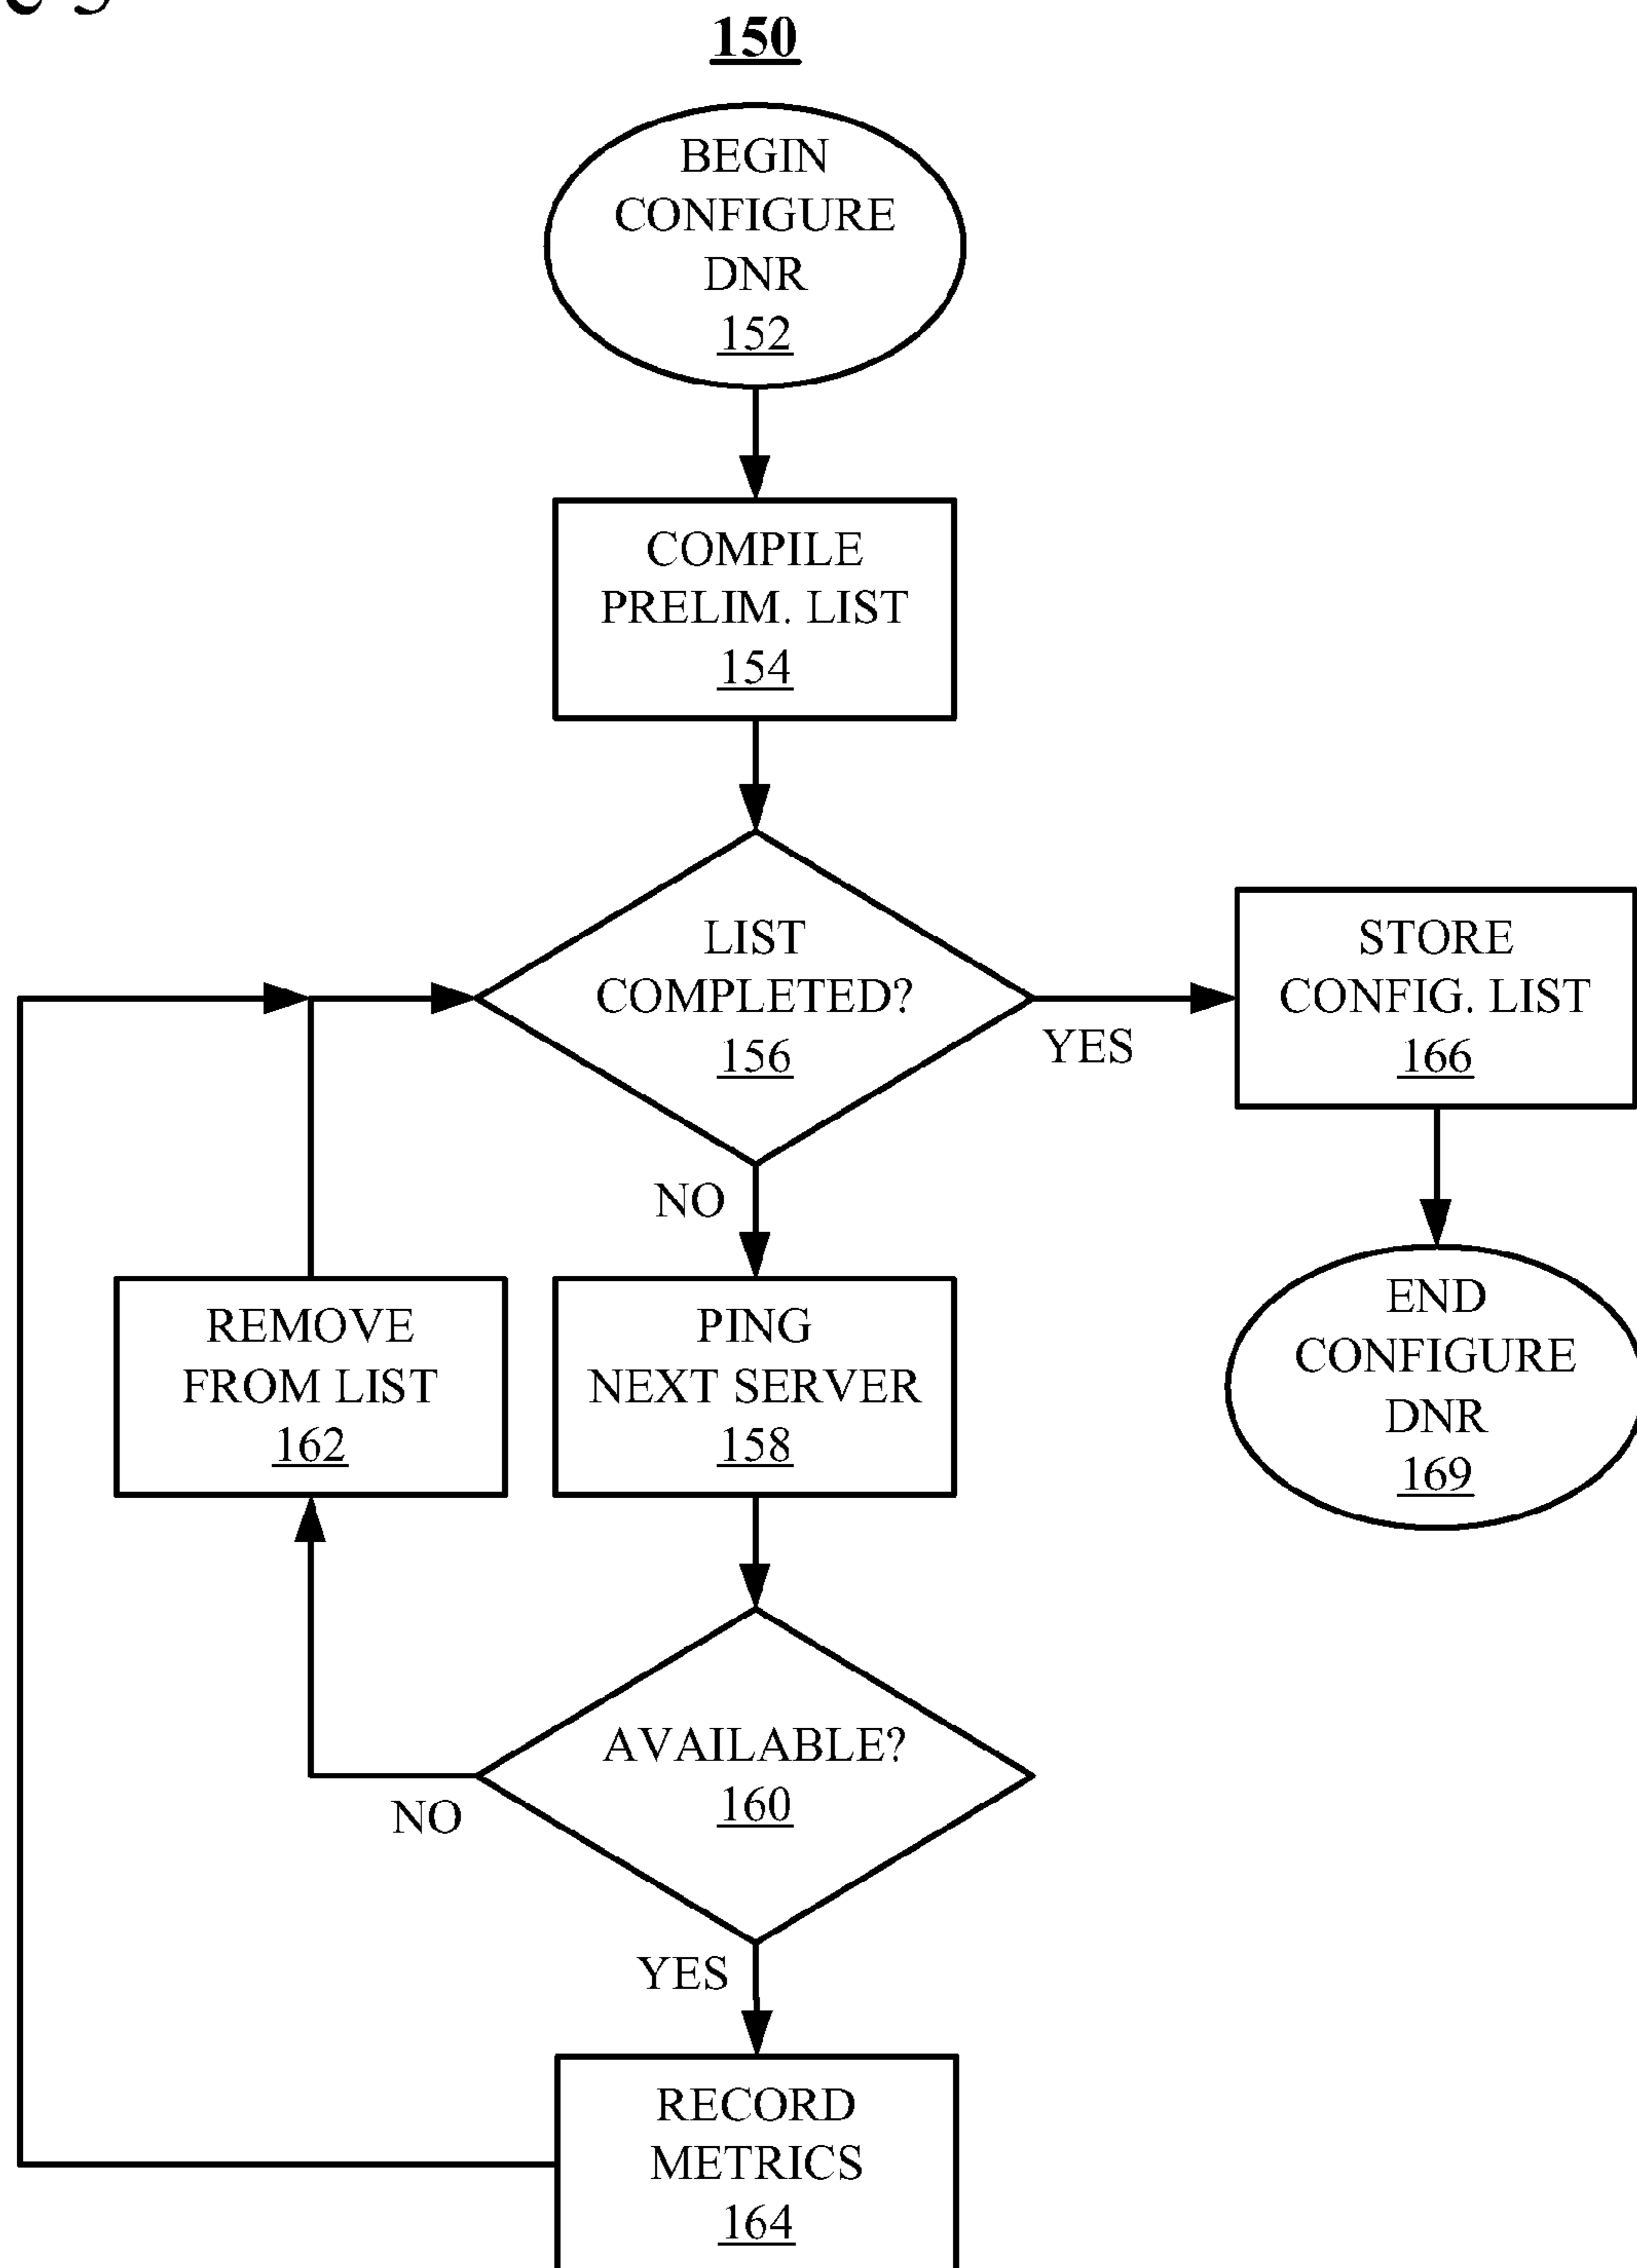 150
BEGIN
CONFIGURE
DNR
152
COMPILE
PRELIM. LIST
154
LIST
COMPLETED?
156
YES
STORE
CONFIG. LIST
166
NO
REMOVE
FROM LIST
162
PING
NEXT SERVER
158
END
CONFIGURE
DNR
169
AVAILABLE?
160
NO
YES
RECORD
METRICS
164